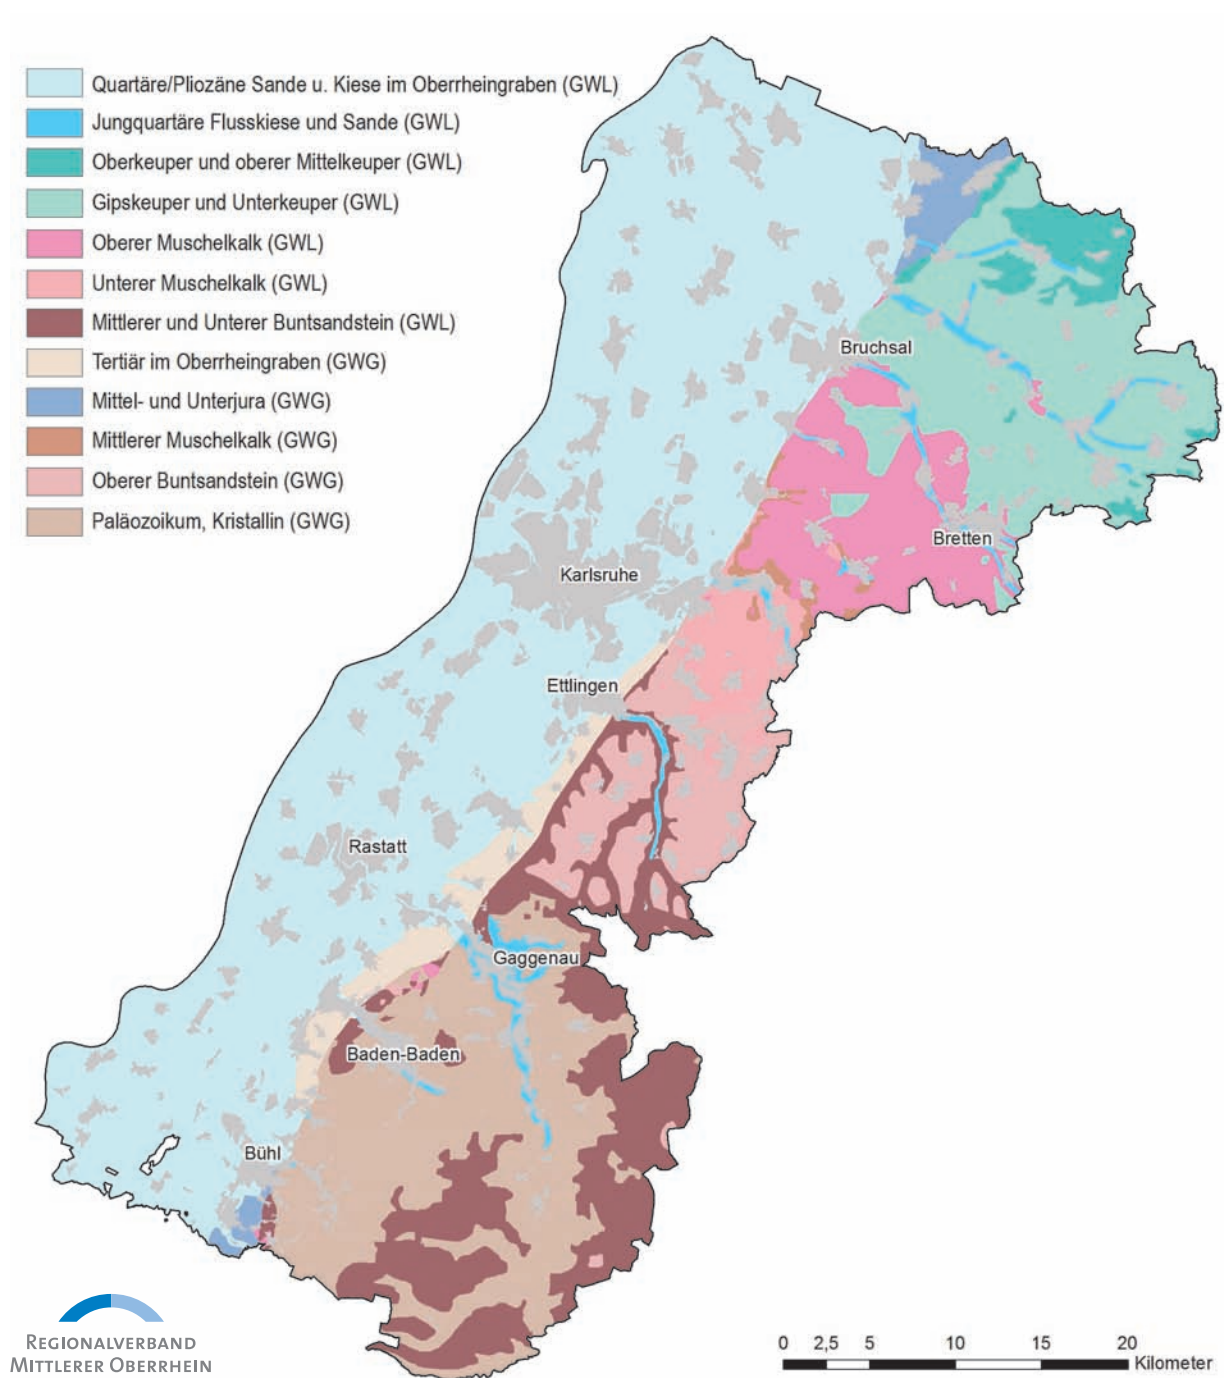 Quartäre/Pliozäne Sande u. Kiese im Oberrheingraben (GWL)
Jungquartäre Flusskiese und Sande (GWL)
Oberkeuper und oberer Mittelkeuper (GWL)
Gipskeuper und Unterkeuper (GWL)
Oberer Muschelkalk (GWL)
Unterer Muschelkalk (GWL)
Mittlerer und Unterer Buntsandstein (GWL)
Tertiär im Oberrheingraben (GWG)
Mittel- und Unterjura (GWG)
Mittlerer Muschelkalk (GWG)
Oberer Buntsandstein (GWG)
Paläozoikum, Kristallin (GWG)
Bruchsal
Bretten
Karlsruhe
Ettlingen
Rastatt
Gaggenau
Baden-Baden
Bühl
REGIONALVERBAND
MITTLERER OBERRHEIN
0 2,5 5 10 15 20
Kilometer